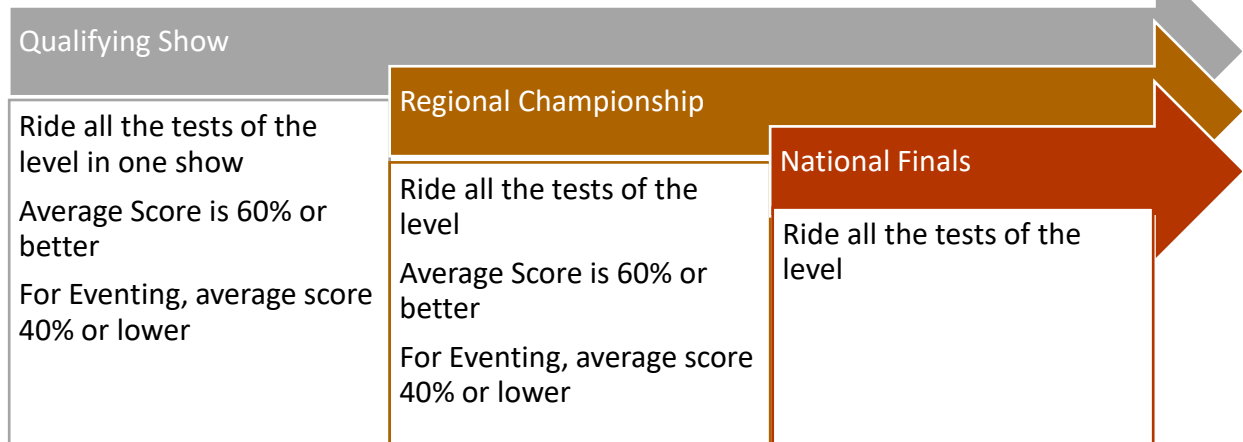 Qualifying Show
Ride all the tests of the
level in one show
Average Score is 60% or
better
For Eventing, average score
40% or lower
Regional Championship
Ride all the tests of the
level
Average Score is 60% or
better
For Eventing, average score
40% or lower
National Finals
Ride all the tests of the
level